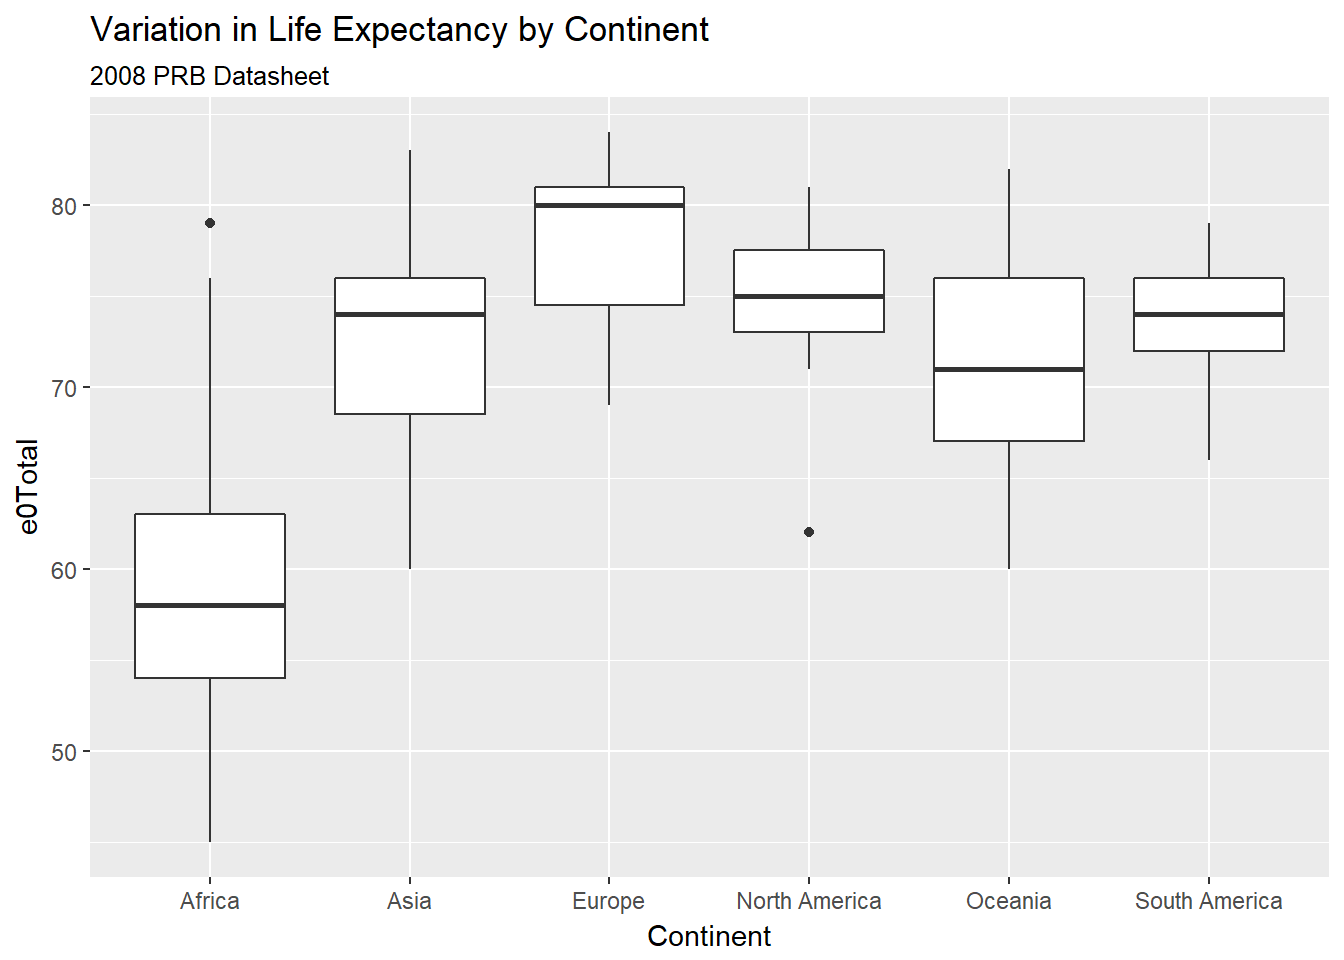 Variation in Life Expectancy by Continent
2008 PRB Datasheet
80
70
60
50
e0Total
Africa
Asia
Europe
North America
Oceania
South America
Continent